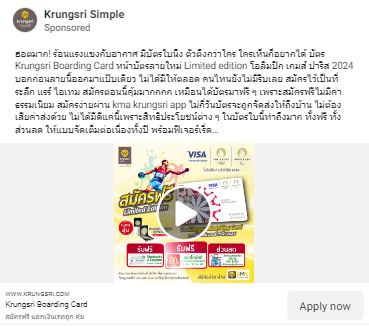 Krungsri Simple
Sponsored
ฮอตมาก! ร้อนแรงแข่งกับอากาศ มีบัตรใบนึง ตัวตึงกว่าใคร ใครเห็นก็อยากได้ บัตร
Krungsri Boarding Card หน้าบัตรลายใหม่ Limited edition โอลิมปิค เกมส์ ปารีส 2024
บอกก่อนลายนี้ออกมาแป๊บเดียว ไม่ได้มีให้ตลอด คนไหนยังไม่มีรีบเลย สมัครไว้เป็นที่
ระลึก แรร์ ไอเทม สมัครตอนนี้คุ้มมากกกก เหมือนได้บัตรมาฟรี ๆ เพราะสมัครฟรีไม่มีค่า
ธรรมเนียม สมัครง่ายผ่าน kma krungsri app ไม่กี่วันบัตรจะถูกจัดส่งให้ถึงบ้าน ไม่ต้อง
เสียค่าส่งด้วย ไม่ได้มีดีแค่นี้เพราะสิทธิประโยชน์ต่าง ๆ ในบัตรใบนี้ทำถึงมาก ทั้งฟรี ทั้ง
ส่วนลด ให้แบบจัดเต็มต่อเนื่องทั้งปี พร้อมฟีเจอร์เร็ด...
VISA
PARIS 2024
สมัครฟรี
Limited Edition
VISA
รับฟรี
รับฟรี
ส่วนลด
WWW.KRUNGSRI.COM
Krungsri Boarding Card
สมัครฟรี แลกเงินเรทถูก คุ้ม
Apply now